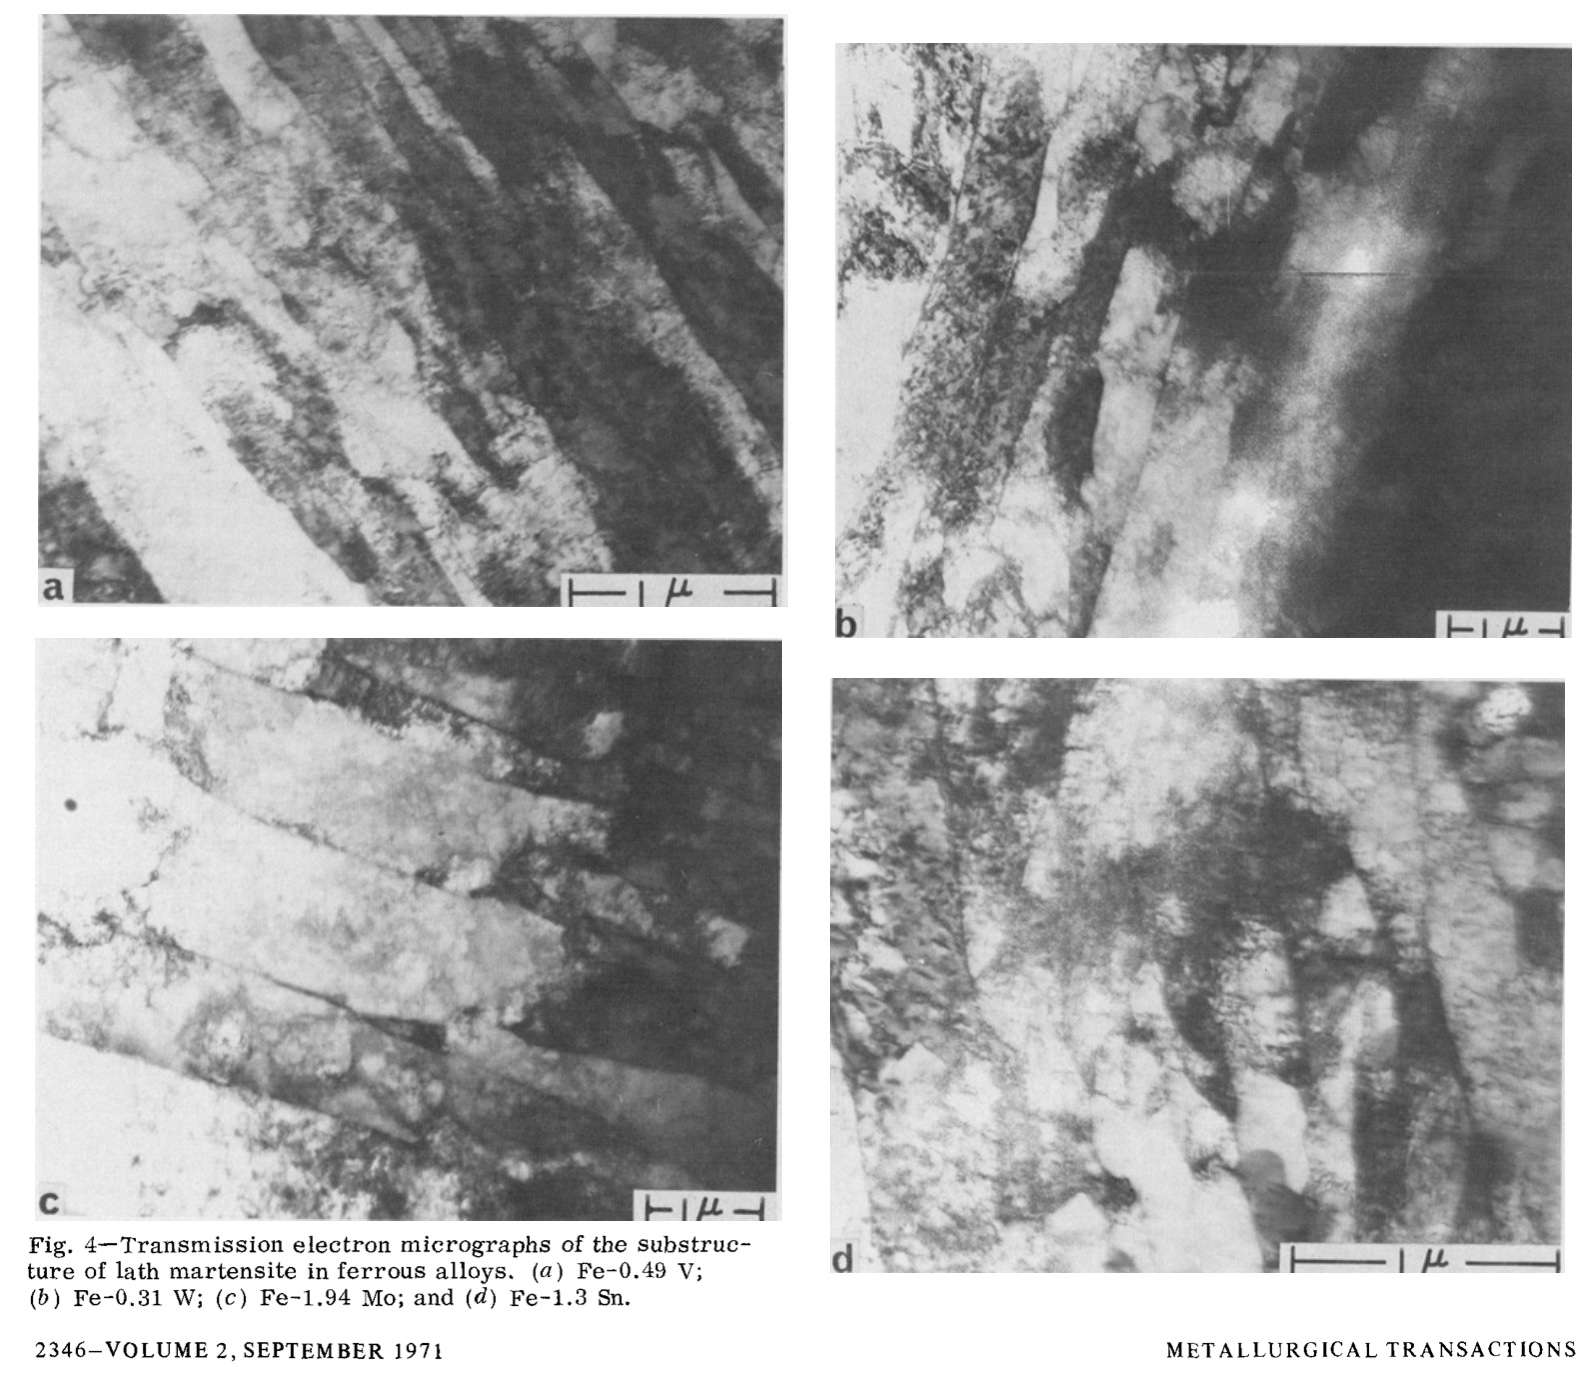 a
1 μ
b
1 μ
c
1 μ
d
1 μ
Fig. 4—Transmission electron micrographs of the substruc-
ture of lath martensite in ferrous alloys. (a) Fe-0.49 V;
(b) Fe-0.31 W; (c) Fe-1.94 Mo; and (d) Fe-1.3 Sn.
2346—VOLUME 2, SEPTEMBER 1971
METALLURGICAL TRANSACTIONS